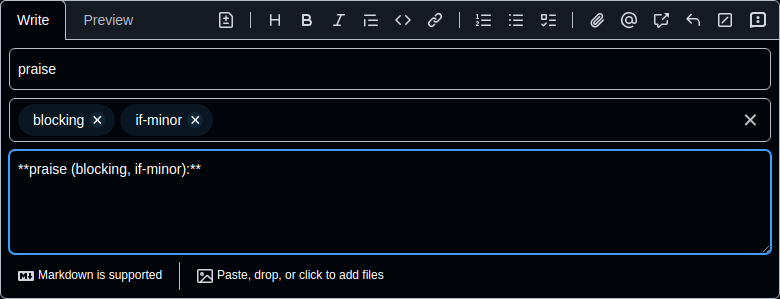 Write Preview
praise
blocking if-minor
**praise (blocking, if-minor):**
Markdown is supported Paste, drop, or click to add files